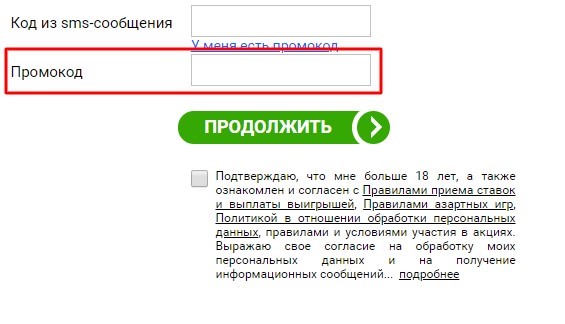 Код из sms-сообщения
У меня есть промокод
Промокод
ПРОДОЛЖИТЬ
Подтверждаю, что мне больше 18 лет, а также
ознакомлен и согласен с Правилами приема ставок
и выплаты выигрышей, Правилами азартных игр,
Политикой в отношении обработки персональных
данных, правилами и условиями участия в акциях.
Выражаю свое согласие на обработку моих
персональных данных и на получение
информационных сообщений... подробнее